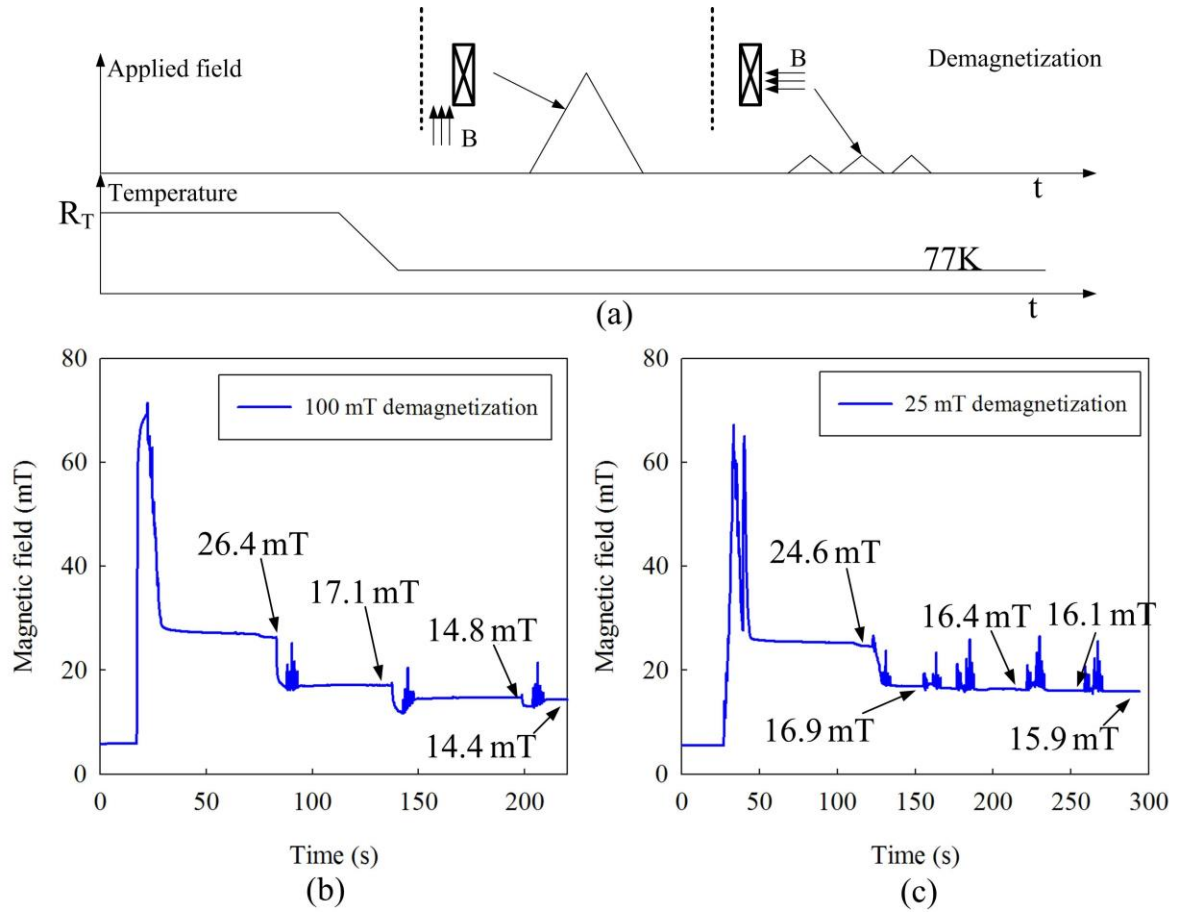 Applied field
B
B
Demagnetization
t
Temperature
R_T
77K
t
(a)
80
60
40
20
0
Magnetic field (mT)
100 mT demagnetization
26.4 mT
17.1 mT
14.8 mT
14.4 mT
0
50
100
150
200
Time (s)
(b)
80
60
40
20
0
Magnetic field (mT)
25 mT demagnetization
24.6 mT
16.4 mT
16.1 mT
16.9 mT
15.9 mT
0
50
100
150
200
250
300
Time (s)
(c)